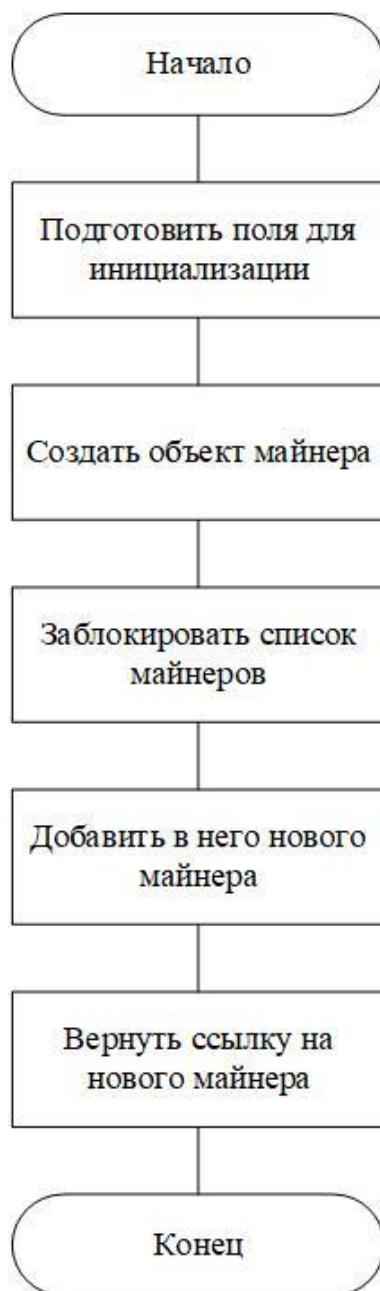 Начало
Подготовить поля для
инициализации
Создать объект майнера
Заблокировать список
майнеров
Добавить в него нового
майнера
Вернуть ссылку на
нового майнера
Конец